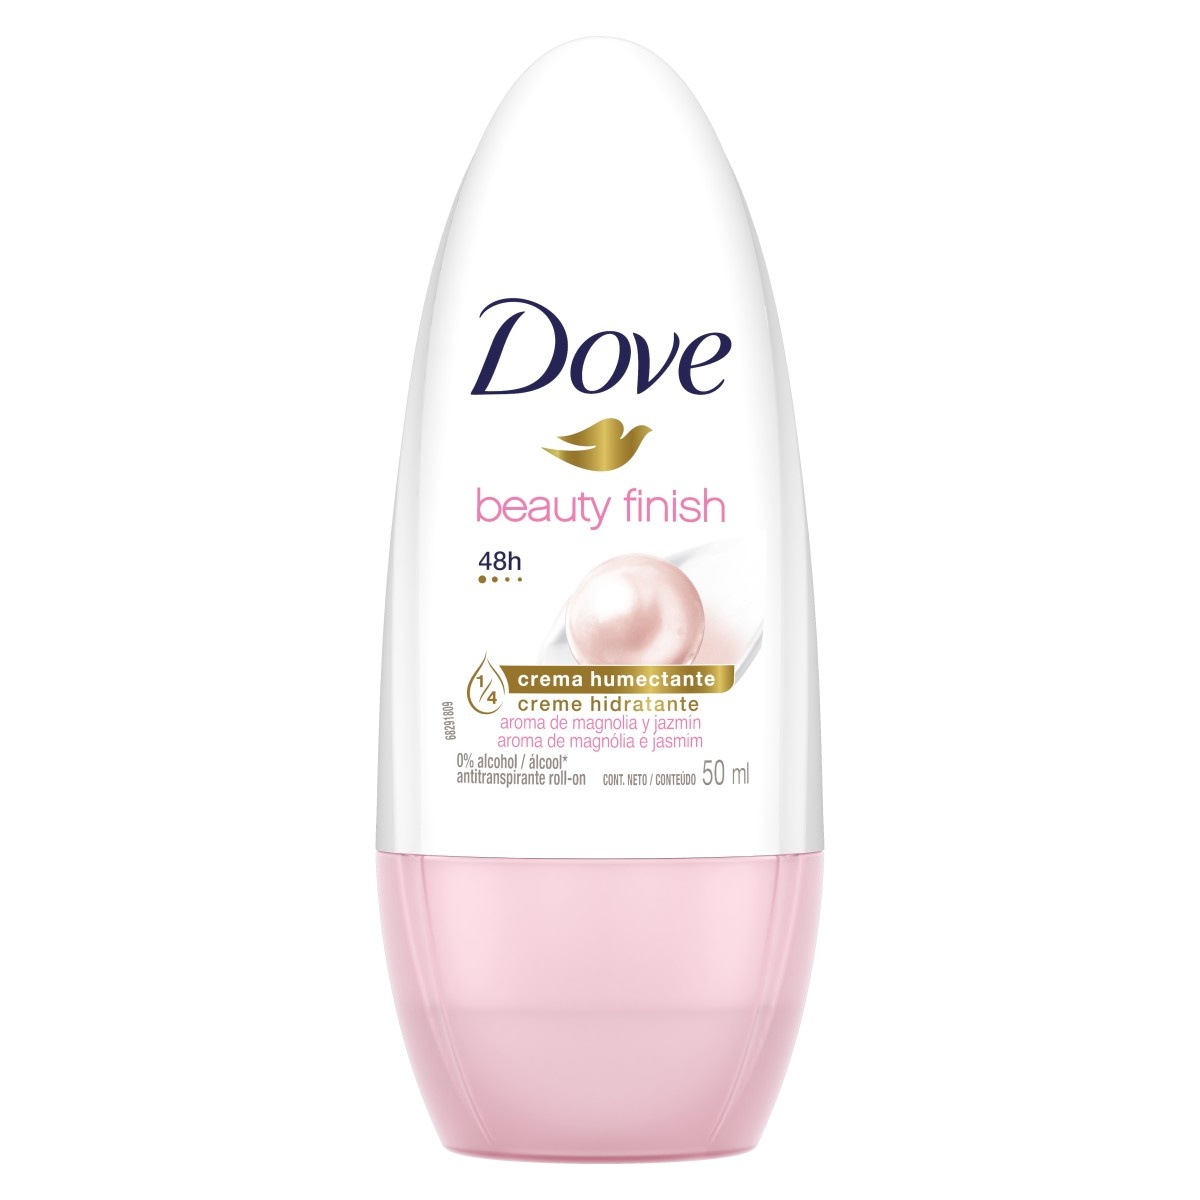 Dove
beauty finish
48h
1/4
crema humectante
creme hidratante
aroma de magnolia y jazmín
aroma de magnólia e jasmim
68291809
0% alcohol / álcool*
antitranspirante roll-on
CONT. NETO / CONTEÚDO 50 ml